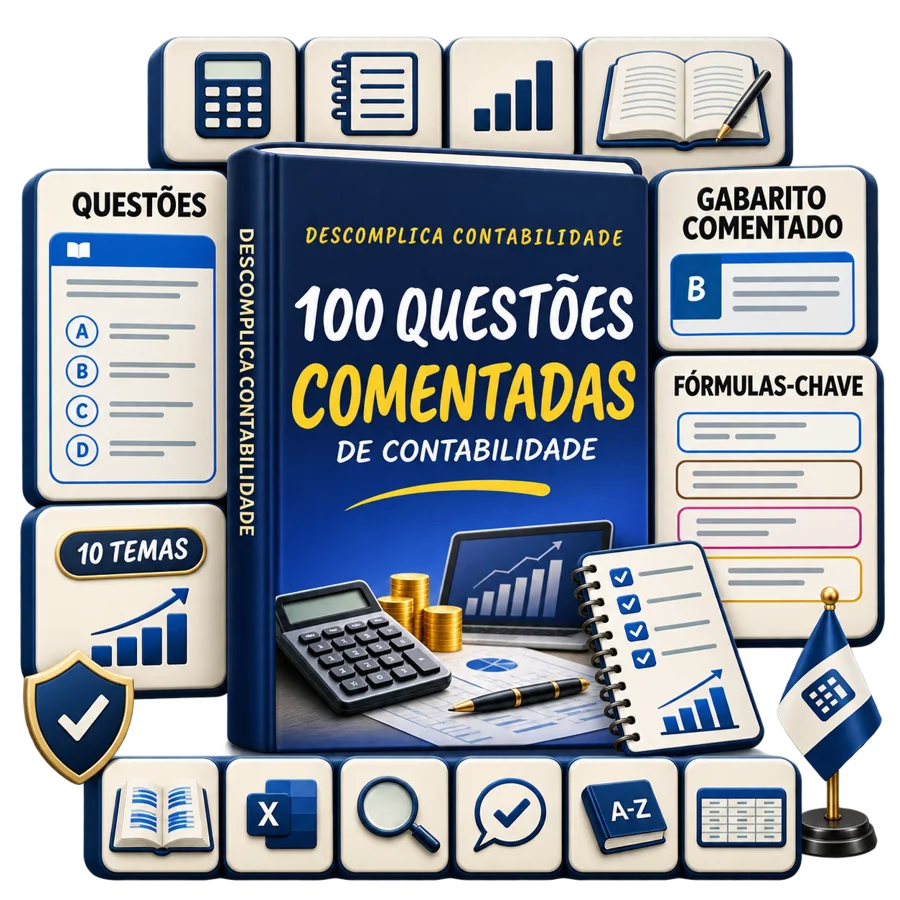 QUESTÕES
A
B
C
D
10 TEMAS
DESCOMPLICA CONTABILIDADE
DESCOMPLICA CONTABILIDADE
100 QUESTÕES
COMENTADAS
DE CONTABILIDADE
GABARITO
COMENTADO
B
FÓRMULAS-CHAVE
X
A-Z